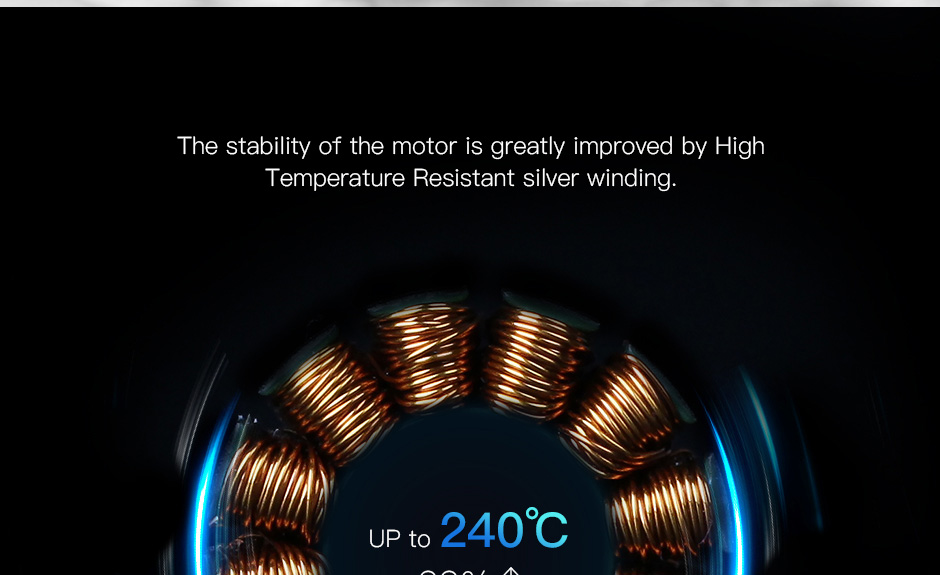 The stability of the motor is greatly improved by High
Temperature Resistant silver winding.
UP to 240℃